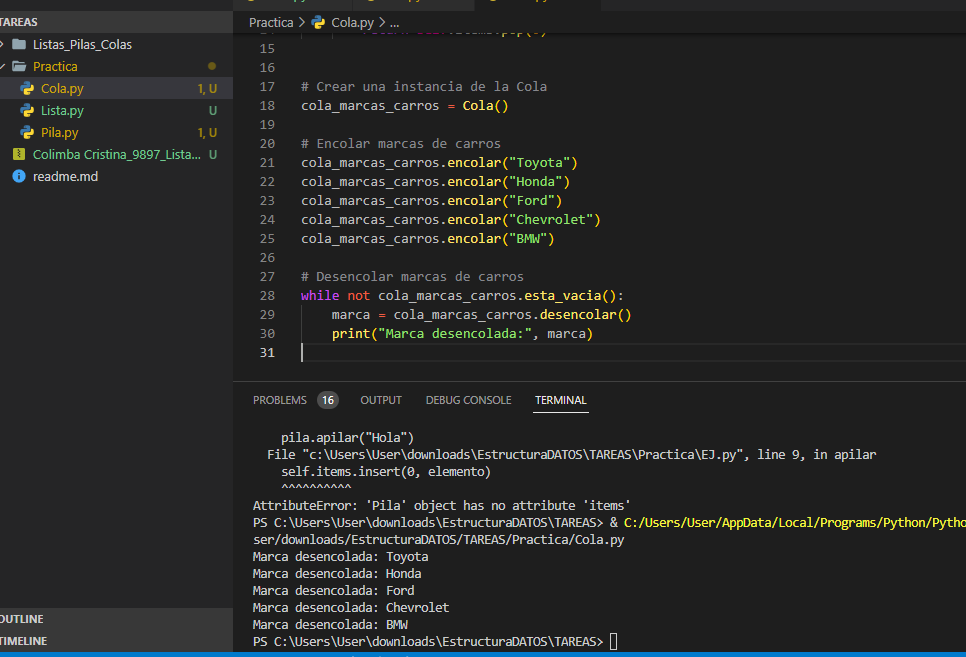 TAREAS
Listas_Pilas_Colas
Practica
Cola.py 1, U
Lista.py U
Pila.py 1, U
Colimba Cristina_9897_Lista... U
readme.md
OUTLINE
TIMELINE
Practica > Cola.py > ...
15
16
17 # Crear una instancia de la Cola
18 cola_marcas_carros = Cola()
19
20 # Encolar marcas de carros
21 cola_marcas_carros.encolar("Toyota")
22 cola_marcas_carros.encolar("Honda")
23 cola_marcas_carros.encolar("Ford")
24 cola_marcas_carros.encolar("Chevrolet")
25 cola_marcas_carros.encolar("BMW")
26
27 # Desencolar marcas de carros
28 while not cola_marcas_carros.esta_vacia():
29 marca = cola_marcas_carros.desencolar()
30 print("Marca desencolada:", marca)
31
PROBLEMS 16 OUTPUT DEBUG CONSOLE TERMINAL
pila.apilar("Hola")
File "c:\Users\User\downloads\EstructuraDATOS\TAREAS\Practica\EJ.py", line 9, in apilar
self.items.insert(0, elemento)
^^^^^^^^^^
AttributeError: 'Pila' object has no attribute 'items'
PS C:\Users\User\downloads\EstructuraDATOS\TAREAS> & C:/Users/User/AppData/Local/Programs/Python/Pytho
ser/downloads/EstructuraDATOS/TAREAS/Practica/Cola.py
Marca desencolada: Toyota
Marca desencolada: Honda
Marca desencolada: Ford
Marca desencolada: Chevrolet
Marca desencolada: BMW
PS C:\Users\User\downloads\EstructuraDATOS\TAREAS>